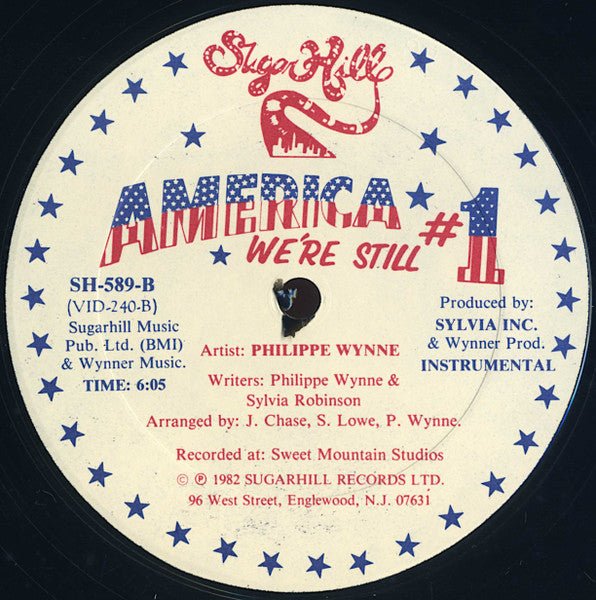 Sugar Hill
AMERICA
WE'RE STILL #1
SH-589-B
(VID-240-B)
Sugarhill Music
Pub. Ltd. (BMI)
& Wynner Music.
TIME: 6:05
Produced by:
SYLVIA INC.
& Wynner Prod.
INSTRUMENTAL
Artist: PHILIPPE WYNNE
Writers: Philippe Wynne &
Sylvia Robinson
Arranged by: J. Chase, S. Lowe, P. Wynne.
Recorded at: Sweet Mountain Studios
© ℗ 1982 SUGARHILL RECORDS LTD.
96 West Street, Englewood, N.J. 07631